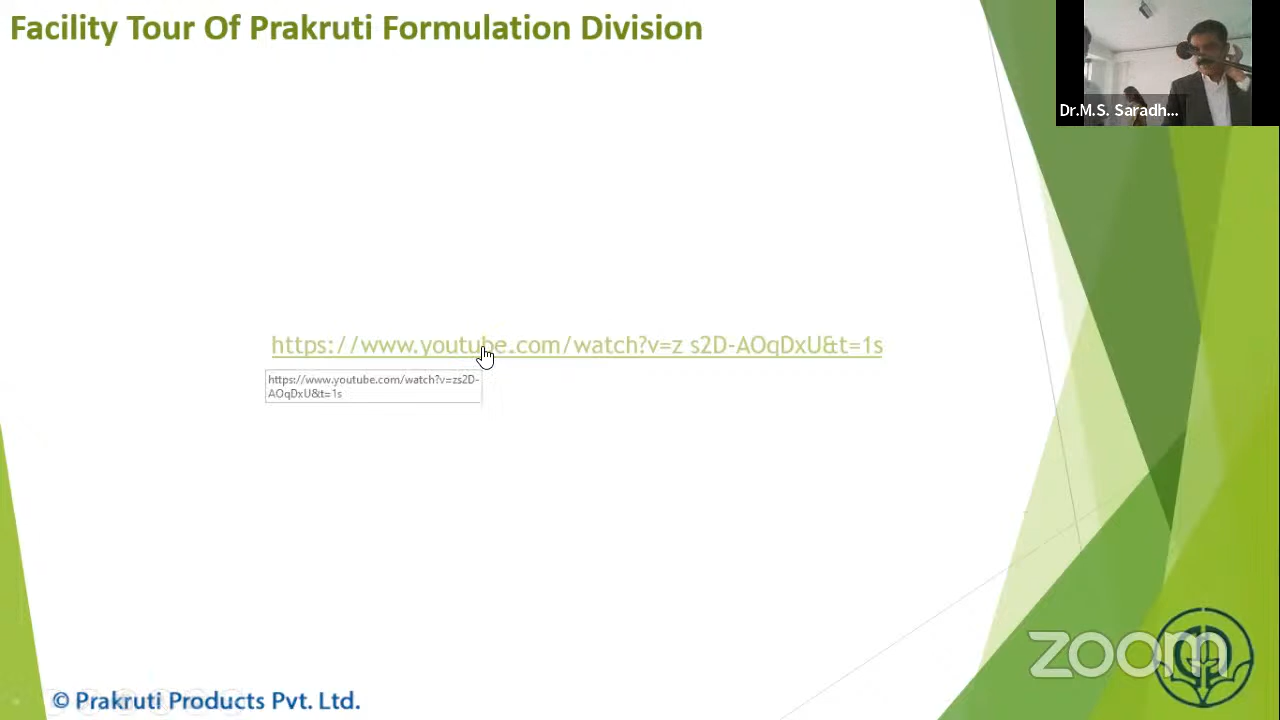 Facility Tour Of Prakruti Formulation Division
Dr.M.S. Saradh...
https://www.youtube.com/watch?v=z s2D-AOqDxU&t=1s
https://www.youtube.com/watch?v=zs2D-
AOqDxU&t=1s
zoom
© Prakruti Products Pvt. Ltd.